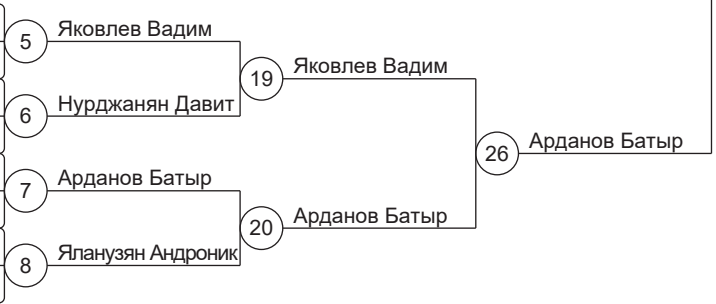 5 Яковлев Вадим
19 Яковлев Вадим
6 Нурджанян Давит
26 Арданов Батыр
7 Арданов Батыр
20 Арданов Батыр
8 Яланузян Андроник